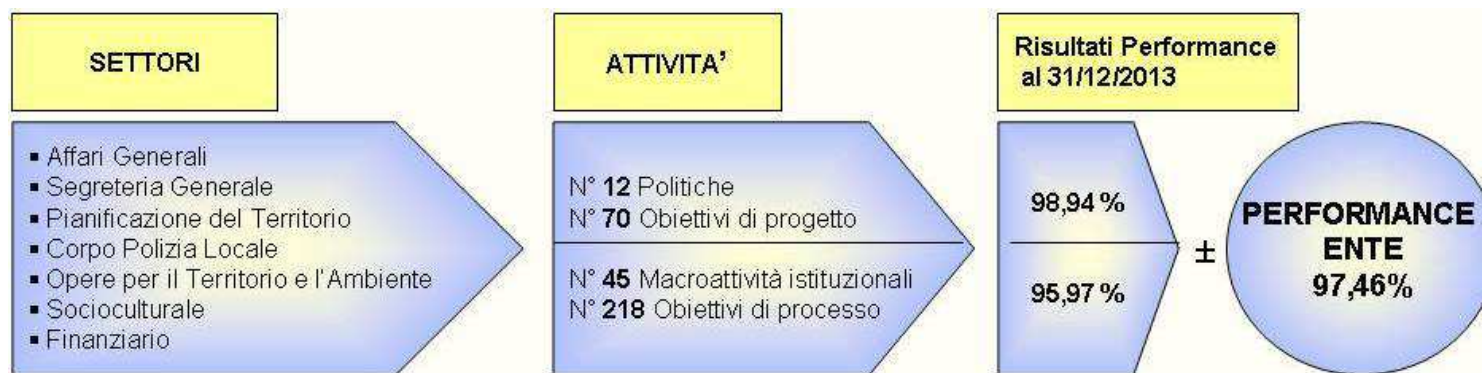 SETTORI
▪ Affari Generali
▪ Segreteria Generale
▪ Pianificazione del Territorio
▪ Corpo Polizia Locale
▪ Opere per il Territorio e l'Ambiente
▪ Socioculturale
▪ Finanziario
ATTIVITA'
N° 12 Politiche
N° 70 Obiettivi di progetto
N° 45 Macroattività istituzionali
N° 218 Obiettivi di processo
Risultati Performance
al 31/12/2013
98,94 %
95,97 %
±
PERFORMANCE
ENTE
97,46%